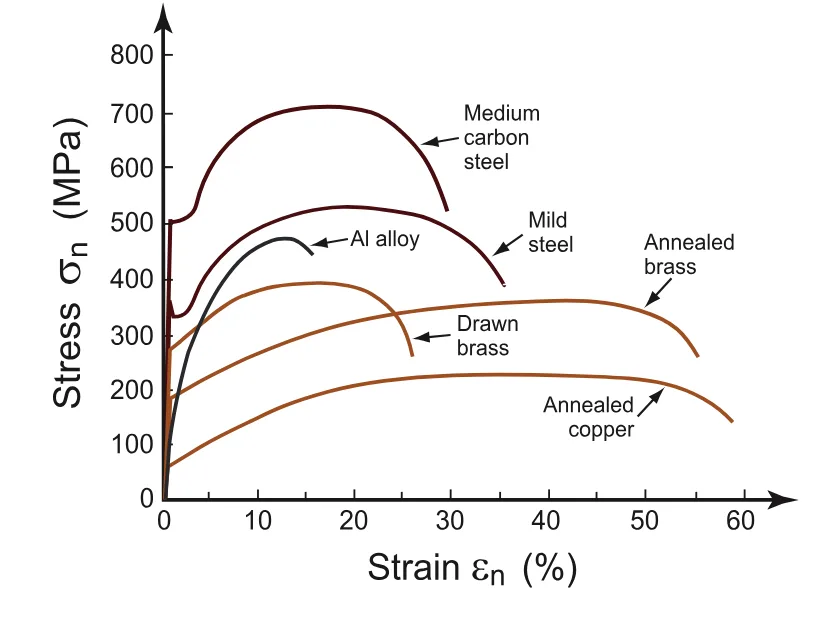 800
700
600
500
400
300
200
100
0
Stress σn (MPa)
Medium
carbon
steel
Mild
steel
Al alloy
Annealed
brass
Drawn
brass
Annealed
copper
0 10 20 30 40 50 60
Strain εn (%)